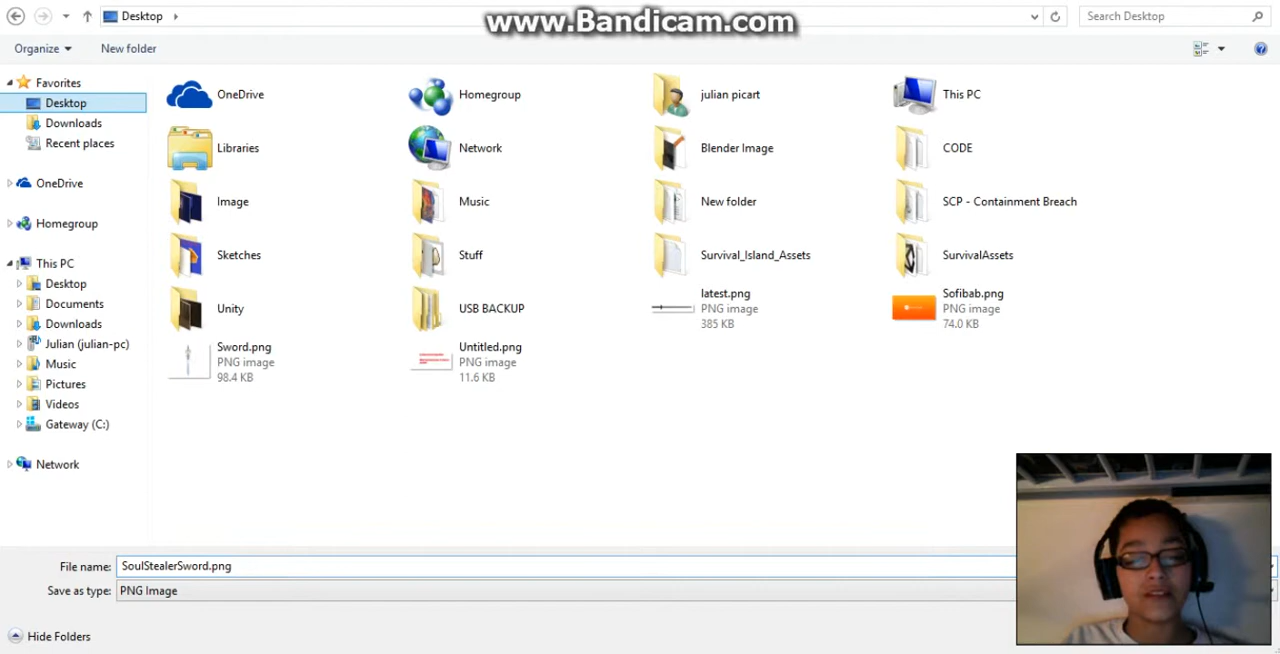 Desktop
www.Bandicam.com
Search Desktop
Organize
New folder
Favorites
Desktop
Downloads
Recent places
OneDrive
Homegroup
This PC
Desktop
Documents
Downloads
Julian (julian-pc)
Music
Pictures
Videos
Gateway (C:)
Network
OneDrive
Homegroup
julian picart
This PC
Libraries
Network
Blender Image
CODE
Image
Music
New folder
SCP - Containment Breach
Sketches
Stuff
Survival_Island_Assets
SurvivalAssets
Unity
USB BACKUP
latest.png
PNG image
385 KB
Sofibab.png
PNG image
74.0 KB
Sword.png
PNG image
98.4 KB
Untitled.png
PNG image
11.6 KB
File name: SoulStealerSword.png
Save as type: PNG Image
Hide Folders